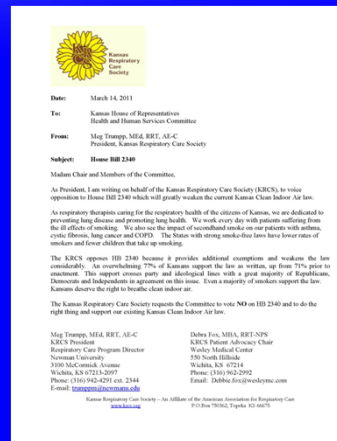 Kansas
Respiratory
Care
Society
Date: March 14, 2011
To: Kansas House of Representatives
Health and Human Services Committee
From: Meg Trumpp, MEd, RRT, AE-C
President, Kansas Respiratory Care Society
Subject: House Bill 2340
Madam Chair and Members of the Committee,
As President, I am writing on behalf of the Kansas Respiratory Care Society (KRCS), to voice
opposition to House Bill 2340 which will greatly weaken the current Kansas Clean Indoor Air law.
As respiratory therapists caring for the respiratory health of the citizens of Kansas, we are dedicated to
preventing lung disease and promoting lung health. We work every day with patients suffering from
the ill effects of smoking. We also see the impact of secondhand smoke on our patients with asthma,
cystic fibrosis, lung cancer and COPD. The States with strong smoke-free laws have lower rates of
smokers and fewer children that take up smoking.
The KRCS opposes HB 2340 because it provides additional exemptions and weakens the law
considerably. An overwhelming 77% of Kansans support the law as written, up from 71% prior to
enactment. This support crosses party and ideological lines with a great majority of Republicans,
Democrats and Independents in agreement on this issue. Even a majority of smokers support the law.
Kansans deserve the right to breathe clean indoor air.
The Kansas Respiratory Care Society requests the Committee to vote NO on HB 2340 and to do the
right thing and support our existing Kansas Clean Indoor Air law.
Meg Trumpp, MEd, RRT, AE-C
KRCS President
Respiratory Care Program Director
Newman University
3100 McCormick Avenue
Wichita, KS 67213-2097
Phone: (316) 942-4291 ext. 2344
E-mail: trumppm@newmanu.edu
Debra Fox, MBA, RRT-NPS
KRCS Patient Advocacy Chair
Wesley Medical Center
550 North Hillside
Wichita, KS 67214
Phone: (316) 962-2992
Email: Debbie.fox@wesleymc.com
Kansas Respiratory Care Society – An Affiliate of the American Association for Respiratory Care
www.krcs.org P.O Box 750362, Topeka KS 66675